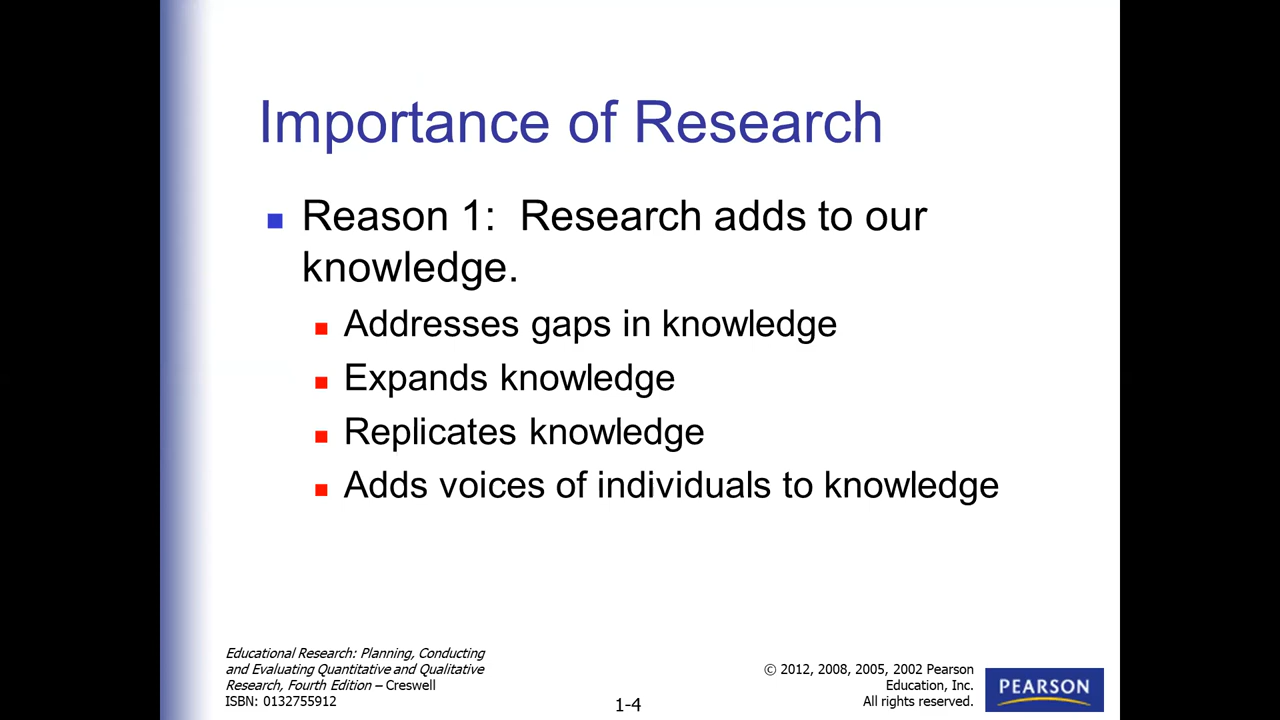 Importance of Research
Reason 1: Research adds to our
knowledge.
Addresses gaps in knowledge
Expands knowledge
Replicates knowledge
Adds voices of individuals to knowledge
Educational Research: Planning, Conducting
and Evaluating Quantitative and Qualitative
Research, Fourth Edition – Creswell
ISBN: 0132755912
1-4
© 2012, 2008, 2005, 2002 Pearson
Education, Inc.
All rights reserved.
PEARSON